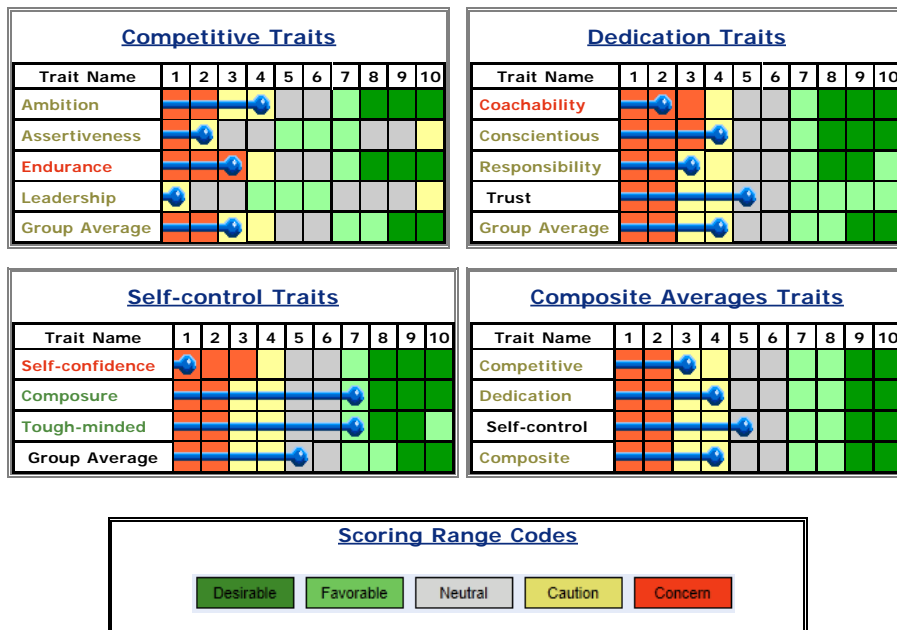 Competitive Traits
Trait Name 1 2 3 4 5 6 7 8 9 10
Ambition
Assertiveness
Endurance
Leadership
Group Average
Dedication Traits
Trait Name 1 2 3 4 5 6 7 8 9 10
Coachability
Conscientious
Responsibility
Trust
Group Average
Self-control Traits
Trait Name 1 2 3 4 5 6 7 8 9 10
Self-confidence
Composure
Tough-minded
Group Average
Composite Averages Traits
Trait Name 1 2 3 4 5 6 7 8 9 10
Competitive
Dedication
Self-control
Composite
Scoring Range Codes
Desirable Favorable Neutral Caution Concern